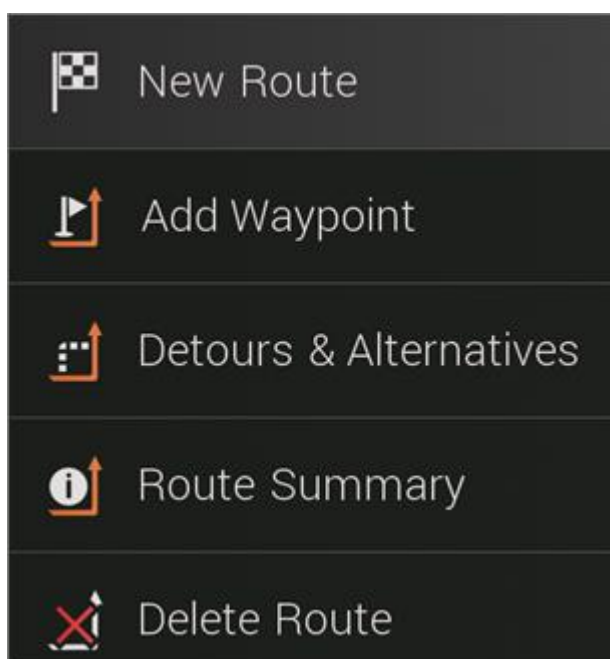 New Route
Add Waypoint
Detours & Alternatives
Route Summary
Delete Route